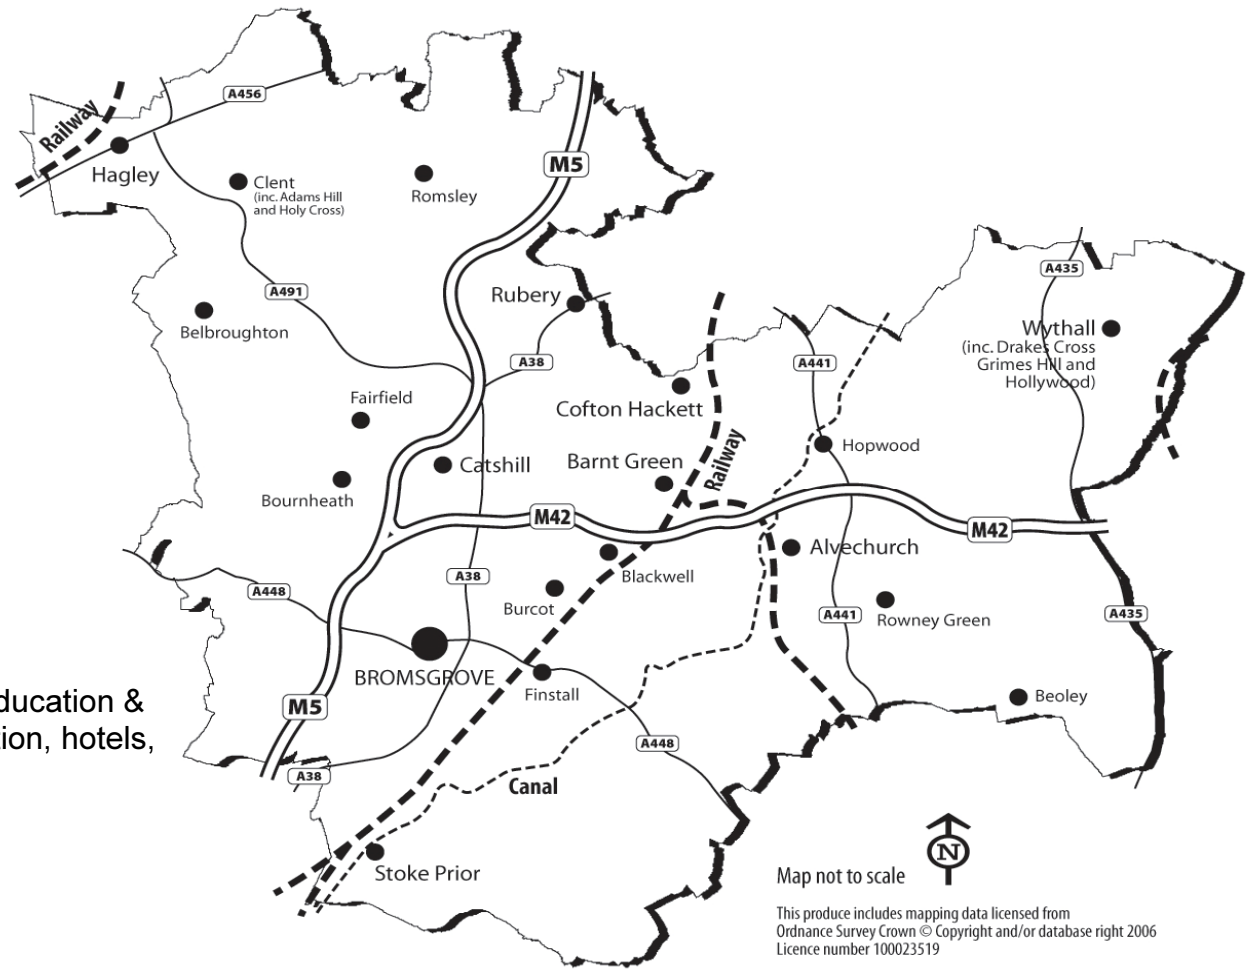 A456
Railway
Hagley
Clent
(inc. Adams Hill
and Holy Cross)
Romsley
M5
A491
Belbroughton
Rubery
A38
Fairfield
Cofton Hackett
A441
A435
Wythall
(inc. Drakes Cross
Grimes Hill and
Hollywood)
Hopwood
Railway
Barnt Green
Catshill
Bournheath
M42
M42
Alvechurch
Blackwell
A38
A448
Burcot
A441
Rowney Green
A435
BROMSGROVE
Finstall
Beoley
M5
ducation &
tion, hotels,
A448
A38
Canal
Stoke Prior
N
Map not to scale
This produce includes mapping data licensed from
Ordnance Survey Crown © Copyright and/or database right 2006
Licence number 100023519